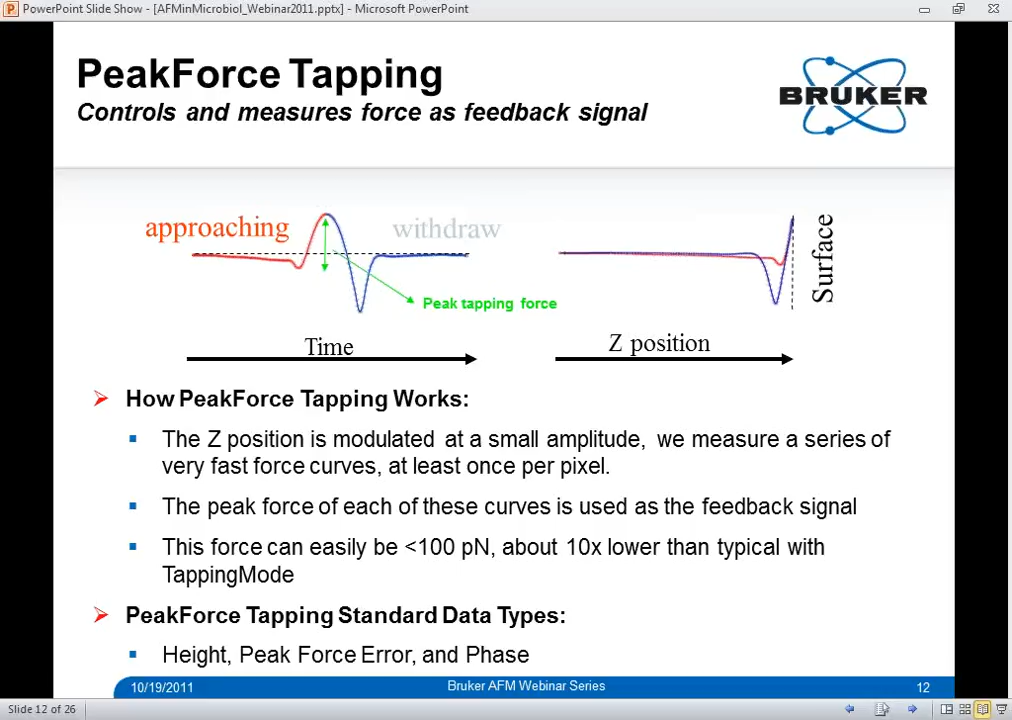 PowerPoint Slide Show - [AFMinMicrobiol_Webinar2011.pptx] - Microsoft PowerPoint
PeakForce Tapping
Controls and measures force as feedback signal
BRUKER
approaching
withdraw
Peak tapping force
Time
Z position
Surface
How PeakForce Tapping Works:
The Z position is modulated at a small amplitude, we measure a series of
very fast force curves, at least once per pixel.
The peak force of each of these curves is used as the feedback signal
This force can easily be <100 pN, about 10x lower than typical with
TappingMode
PeakForce Tapping Standard Data Types:
Height, Peak Force Error, and Phase
10/19/2011
Bruker AFM Webinar Series
12
Slide 12 of 26